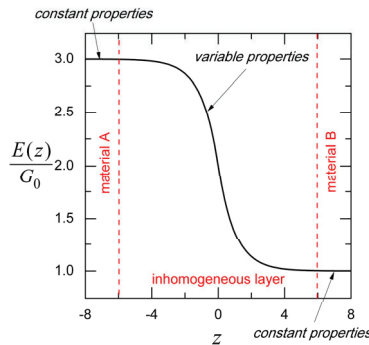 constant properties
variable properties
3.0
2.5
E(z)
G0
2.0
1.5
1.0
material A
material B
inhomogeneous layer
-8
-4
0
4
8
z
constant properties